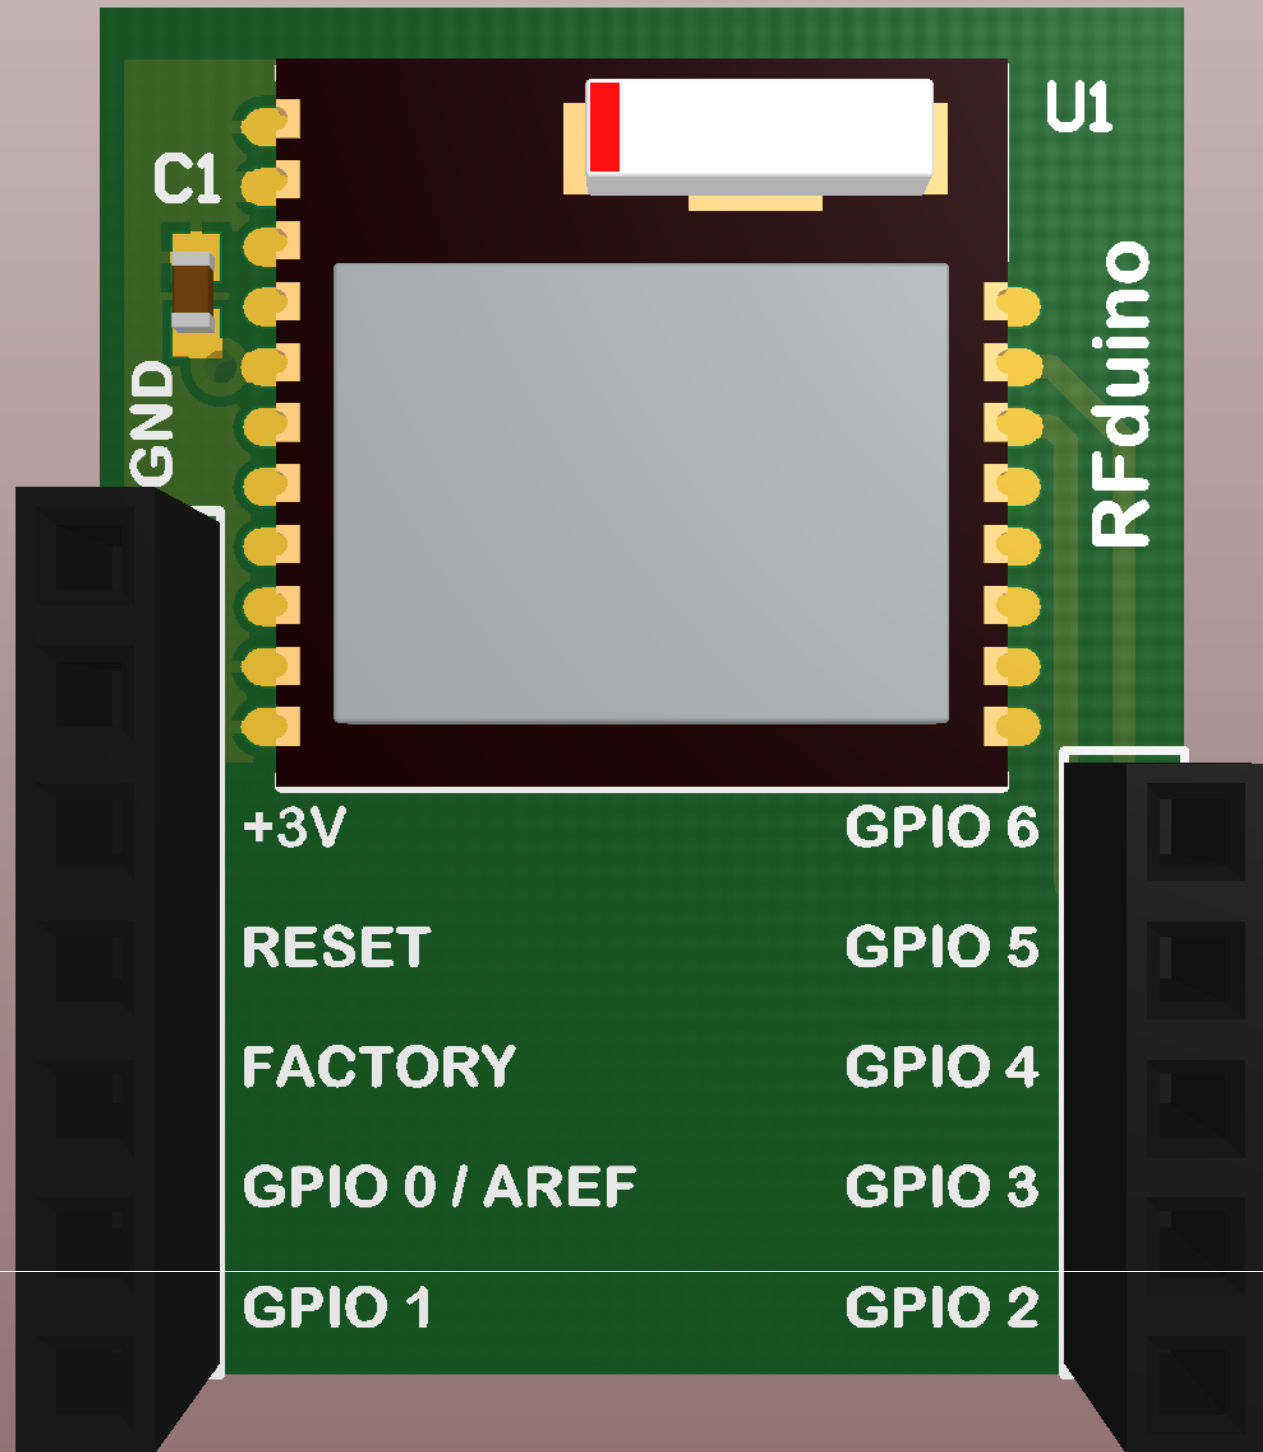 U1
C1
RFduino
GND
+3V
GPIO 6
RESET
GPIO 5
FACTORY
GPIO 4
GPIO 0 / AREF
GPIO 3
GPIO 1
GPIO 2